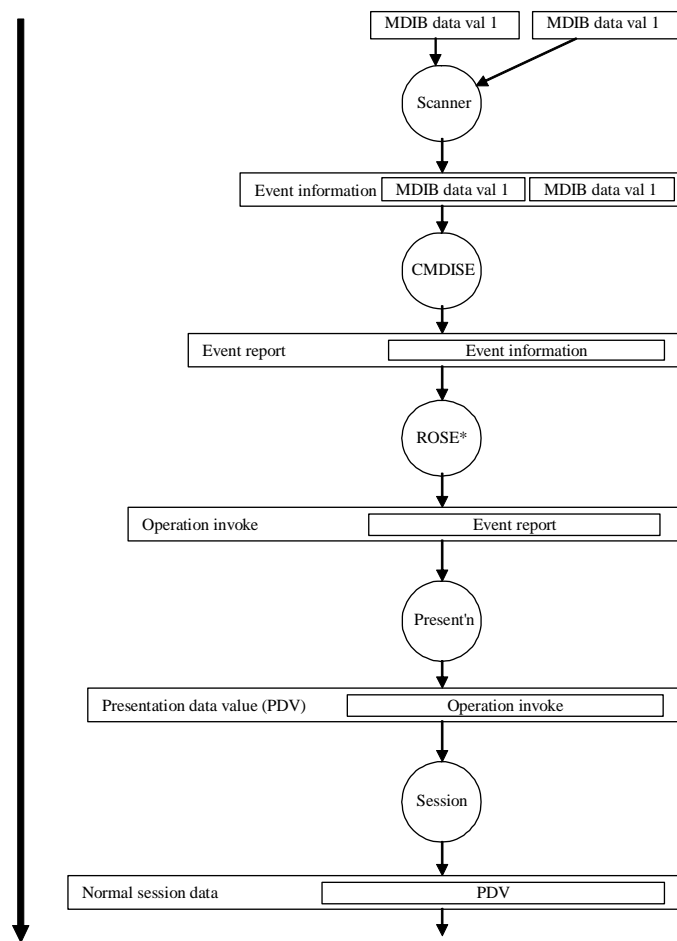 MDIB data val 1 MDIB data val 1
Scanner
Event information MDIB data val 1 MDIB data val 1
CMDISE
Event report Event information
ROSE*
Operation invoke Event report
Present'n
Presentation data value (PDV) Operation invoke
Session
Normal session data PDV